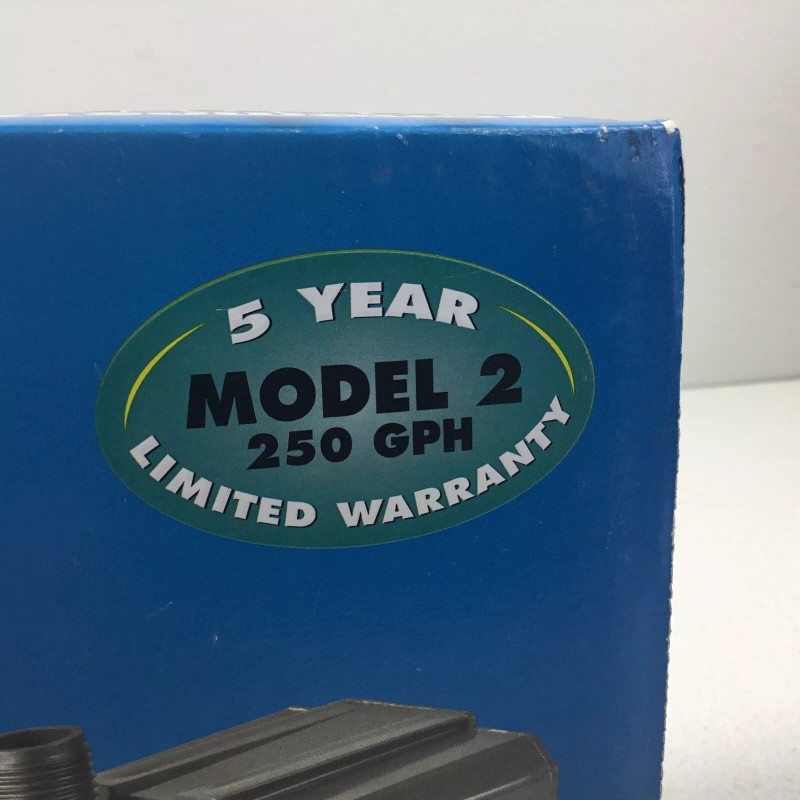 5 YEAR
MODEL 2
250 GPH
LIMITED WARRANTY